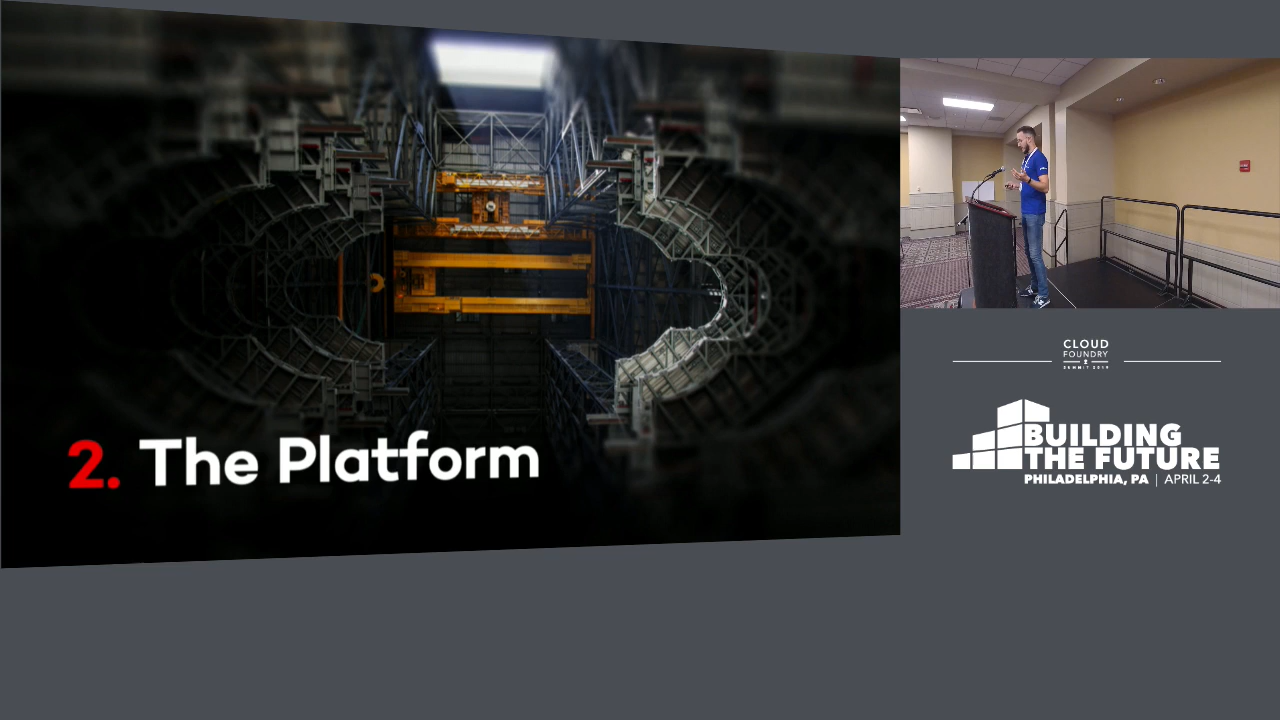 2. The Platform
CLOUD
FOUNDRY
SUMMIT 2019
BUILDING
THE FUTURE
PHILADELPHIA, PA | APRIL 2-4